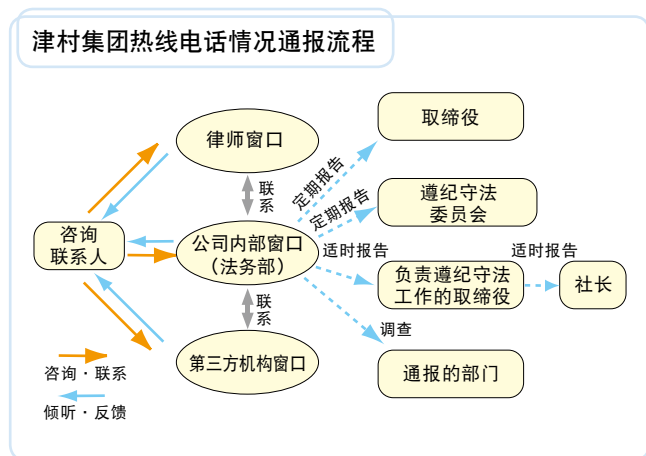 津村集团热线电话情况通报流程
律师窗口
取缔役
联系
定期报告
定期报告
遵纪守法
委员会
咨询
联系人
公司内部窗口
（法务部）
适时报告
适时报告
负责遵纪守法
工作的取缔役
社长
联系
调查
第三方机构窗口
通报的部门
咨询·联系
倾听·反馈